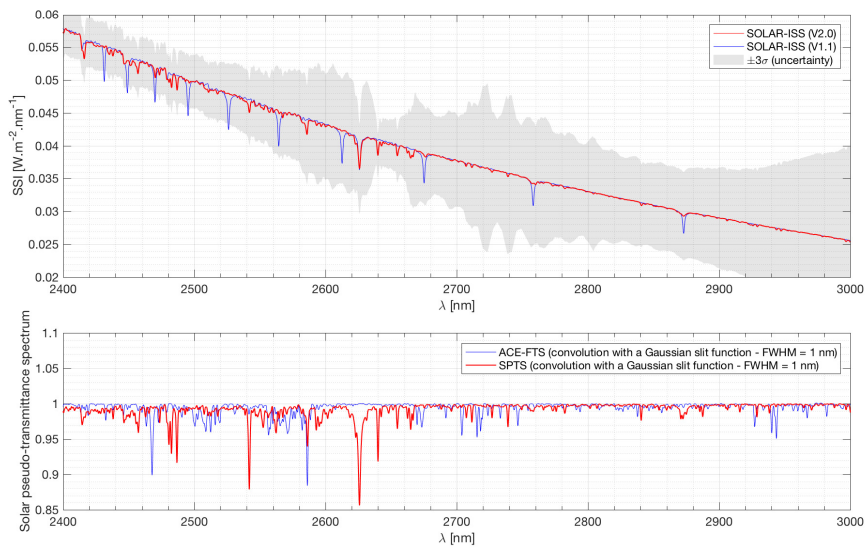 0.06
0.055
0.05
0.045
0.04
0.035
0.03
0.025
0.02
SSI [W.m⁻².nm⁻¹]
SOLAR-ISS (V2.0)
SOLAR-ISS (V1.1)
±3σ (uncertainty)
2400 2500 2600 2700 2800 2900 3000
λ [nm]
1.1
1.05
1
0.95
0.9
0.85
Solar pseudo-transmittance spectrum
ACE-FTS (convolution with a Gaussian slit function - FWHM = 1 nm)
SPTS (convolution with a Gaussian slit function - FWHM = 1 nm)
2400 2500 2600 2700 2800 2900 3000
λ [nm]